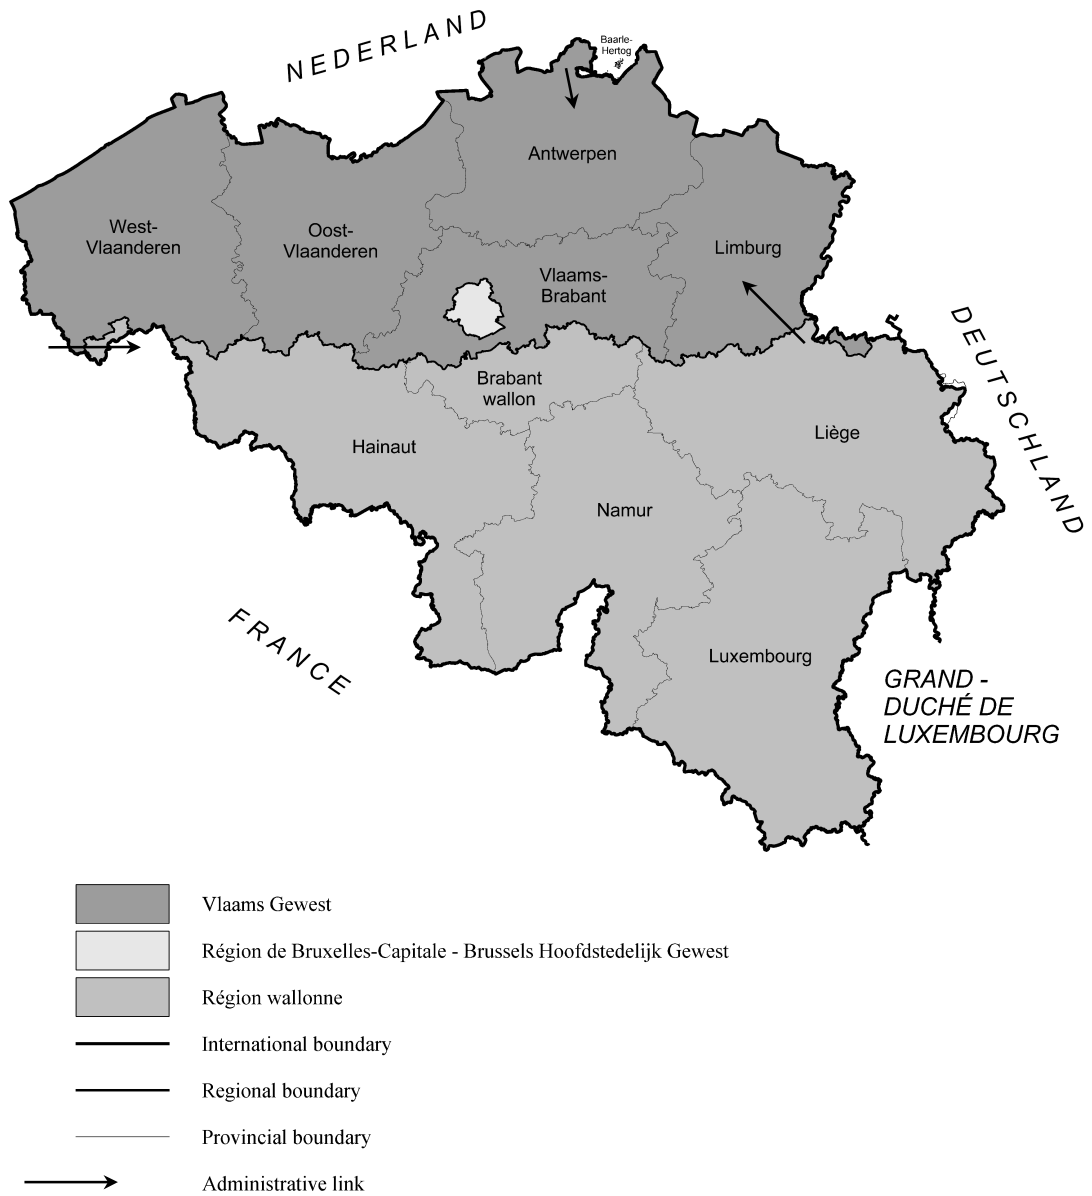 NEDERLAND
Baarle-
Hertog
Antwerpen
West-
Vlaanderen
Oost-
Vlaanderen
Limburg
Vlaams-
Brabant
DEUTSCHLAND
Brabant
wallon
Hainaut
Liège
Namur
FRANCE
Luxembourg
GRAND -
DUCHÉ DE
LUXEMBOURG
Vlaams Gewest
Région de Bruxelles-Capitale - Brussels Hoofdstedelijk Gewest
Région wallonne
International boundary
Regional boundary
Provincial boundary
Administrative link